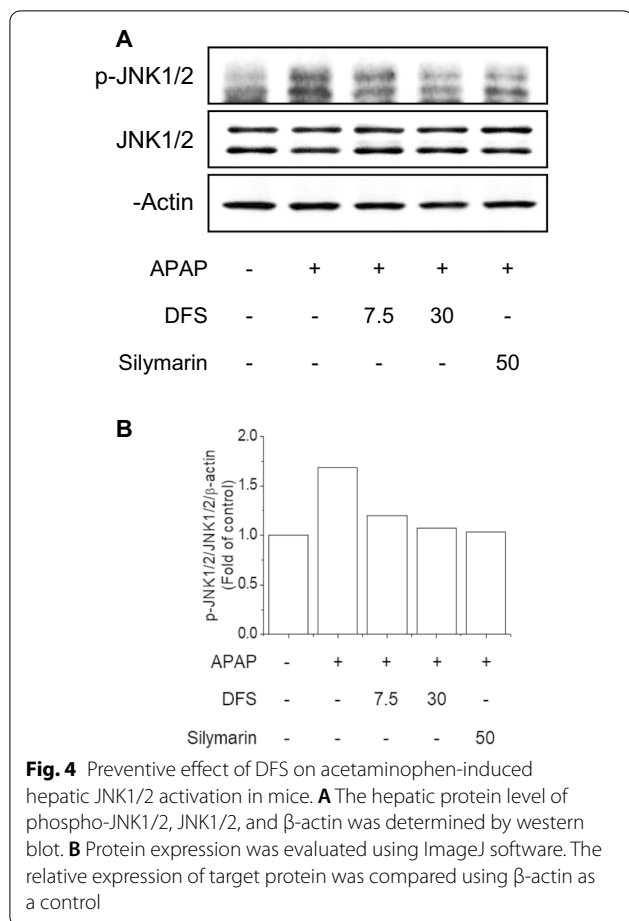 A
p-JNK1/2
JNK1/2
-Actin
APAP - + + + +
DFS - - 7.5 30 -
Silymarin - - - - 50
B
p-JNK1/2/JNK1/2/β-actin
(Fold of control)
2.0
1.5
1.0
0.5
0.0
APAP - + + + +
DFS - - 7.5 30 -
Silymarin - - - - 50
Fig. 4 Preventive effect of DFS on acetaminophen-induced
hepatic JNK1/2 activation in mice. A The hepatic protein level of
phospho-JNK1/2, JNK1/2, and β-actin was determined by western
blot. B Protein expression was evaluated using ImageJ software. The
relative expression of target protein was compared using β-actin as
a control